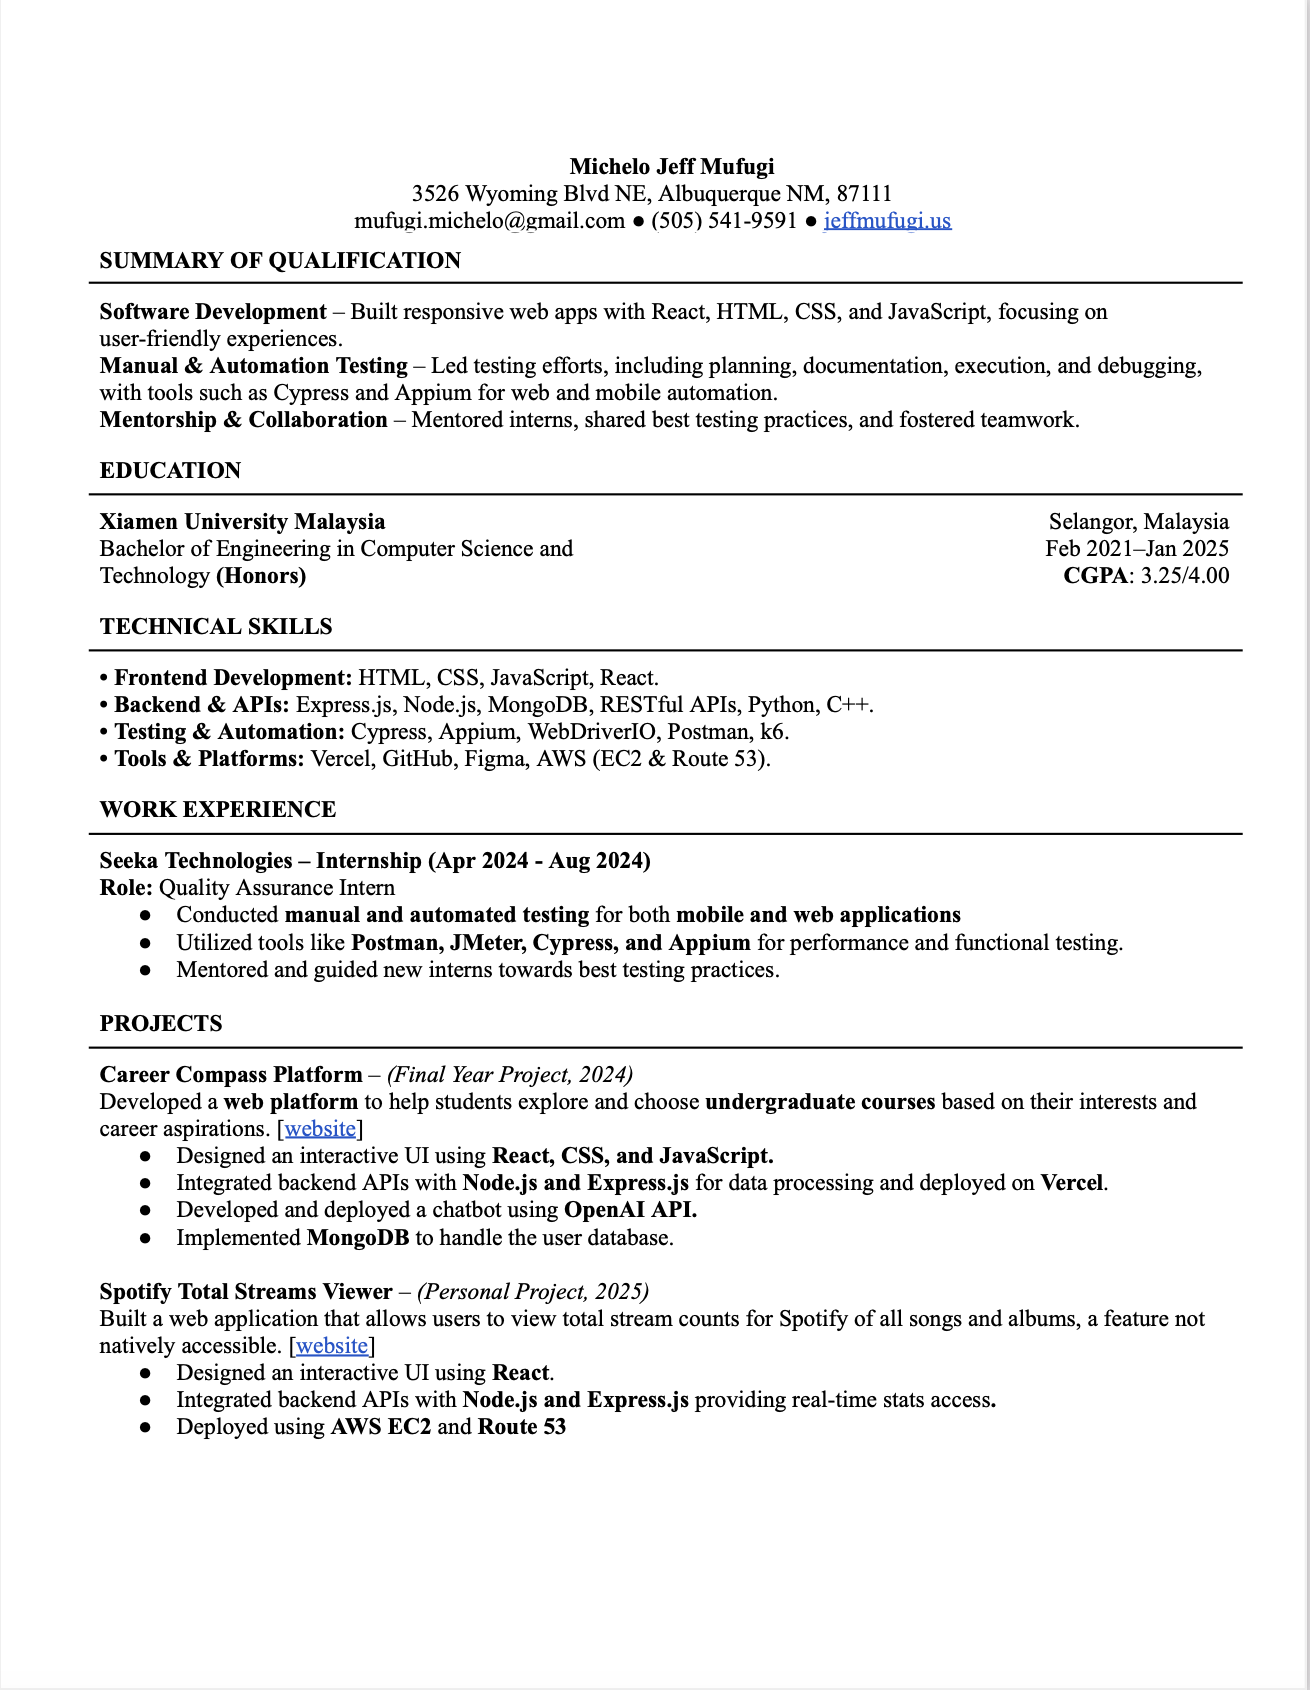 Michelo Jeff Mufugi
3526 Wyoming Blvd NE, Albuquerque NM, 87111
mufugi.michelo@gmail.com ● (505) 541-9591 ● jeffmufugi.us
SUMMARY OF QUALIFICATION
Software Development – Built responsive web apps with React, HTML, CSS, and JavaScript, focusing on
user-friendly experiences.
Manual & Automation Testing – Led testing efforts, including planning, documentation, execution, and debugging,
with tools such as Cypress and Appium for web and mobile automation.
Mentorship & Collaboration – Mentored interns, shared best testing practices, and fostered teamwork.
EDUCATION
Xiamen University Malaysia Selangor, Malaysia
Bachelor of Engineering in Computer Science and Feb 2021–Jan 2025
Technology (Honors) CGPA: 3.25/4.00
TECHNICAL SKILLS
• Frontend Development: HTML, CSS, JavaScript, React.
• Backend & APIs: Express.js, Node.js, MongoDB, RESTful APIs, Python, C++.
• Testing & Automation: Cypress, Appium, WebDriverIO, Postman, k6.
• Tools & Platforms: Vercel, GitHub, Figma, AWS (EC2 & Route 53).
WORK EXPERIENCE
Seeka Technologies – Internship (Apr 2024 - Aug 2024)
Role: Quality Assurance Intern
● Conducted manual and automated testing for both mobile and web applications
● Utilized tools like Postman, JMeter, Cypress, and Appium for performance and functional testing.
● Mentored and guided new interns towards best testing practices.
PROJECTS
Career Compass Platform – (Final Year Project, 2024)
Developed a web platform to help students explore and choose undergraduate courses based on their interests and
career aspirations. [website]
● Designed an interactive UI using React, CSS, and JavaScript.
● Integrated backend APIs with Node.js and Express.js for data processing and deployed on Vercel.
● Developed and deployed a chatbot using OpenAI API.
● Implemented MongoDB to handle the user database.
Spotify Total Streams Viewer – (Personal Project, 2025)
Built a web application that allows users to view total stream counts for Spotify of all songs and albums, a feature not
natively accessible. [website]
● Designed an interactive UI using React.
● Integrated backend APIs with Node.js and Express.js providing real-time stats access.
● Deployed using AWS EC2 and Route 53